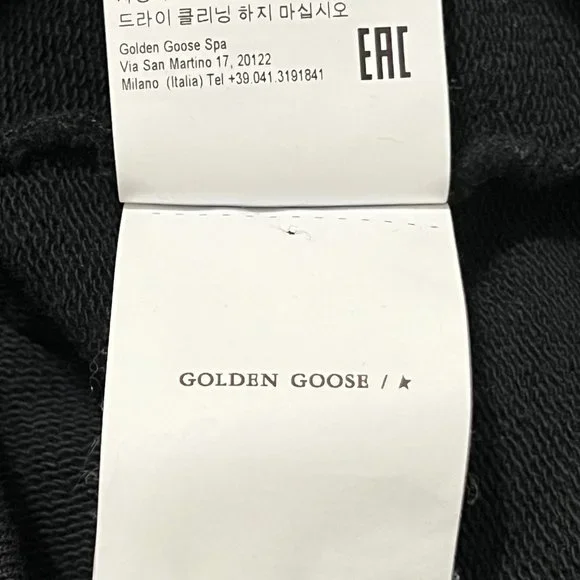 드라이 클리닝 하지 마십시오
Golden Goose Spa
Via San Martino 17, 20122
Milano (Italia) Tel +39.041.3191841
EAC
GOLDEN GOOSE / ★